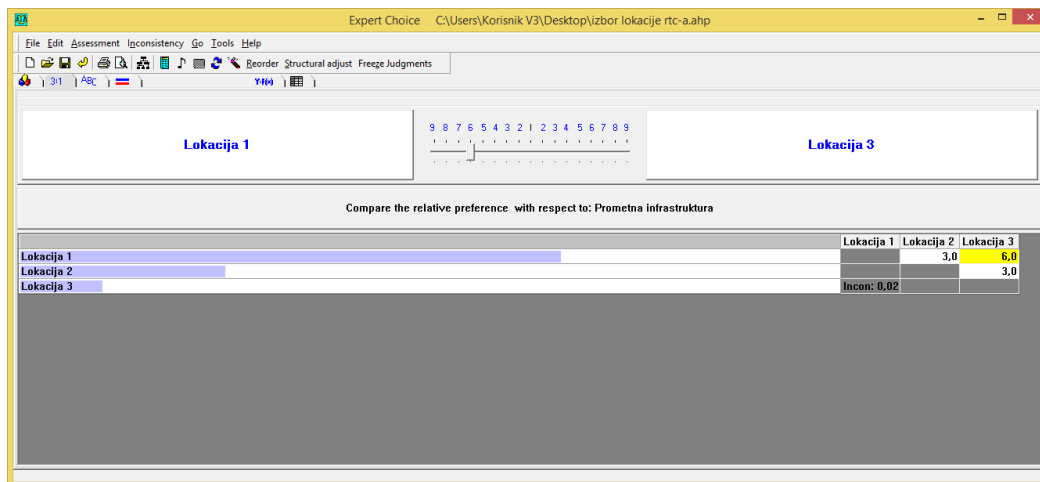 Expert Choice C:\Users\Korisnik V3\Desktop\izbor lokacije rtc-a.ahp
File Edit Assessment Inconsistency Go Tools Help
Reorder Structural adjust Freeze Judgments
3:1 ABC Y=F(x)
Lokacija 1
9 8 7 6 5 4 3 2 1 2 3 4 5 6 7 8 9
Lokacija 3
Compare the relative preference with respect to: Prometna infrastruktura
Lokacija 1 Lokacija 2 Lokacija 3
Lokacija 1 3,0 6,0
Lokacija 2 3,0
Lokacija 3 Incon: 0,02